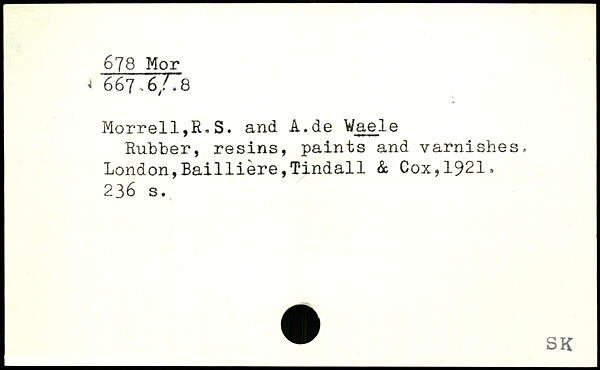 678 Mor
667.6/.8
Morrell,R.S. and A.de Waele
Rubber, resins, paints and varnishes.
London,Baillière,Tindall & Cox,1921.
236 s.
SK